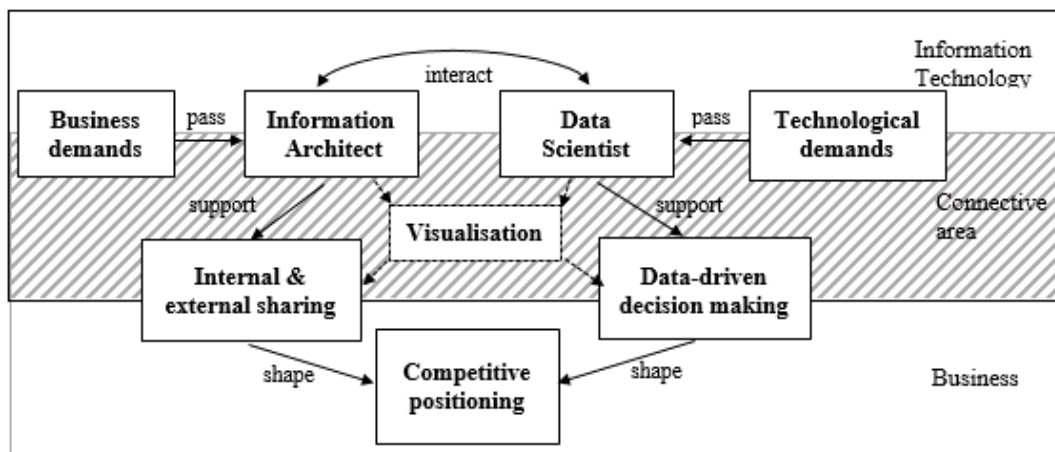 Information
Technology
interact
Business
demands
pass
Information
Architect
Data
Scientist
pass
Technological
demands
support
Visualisation
support
Connective
area
Internal &
external sharing
Data-driven
decision making
shape
Competitive
positioning
shape
Business